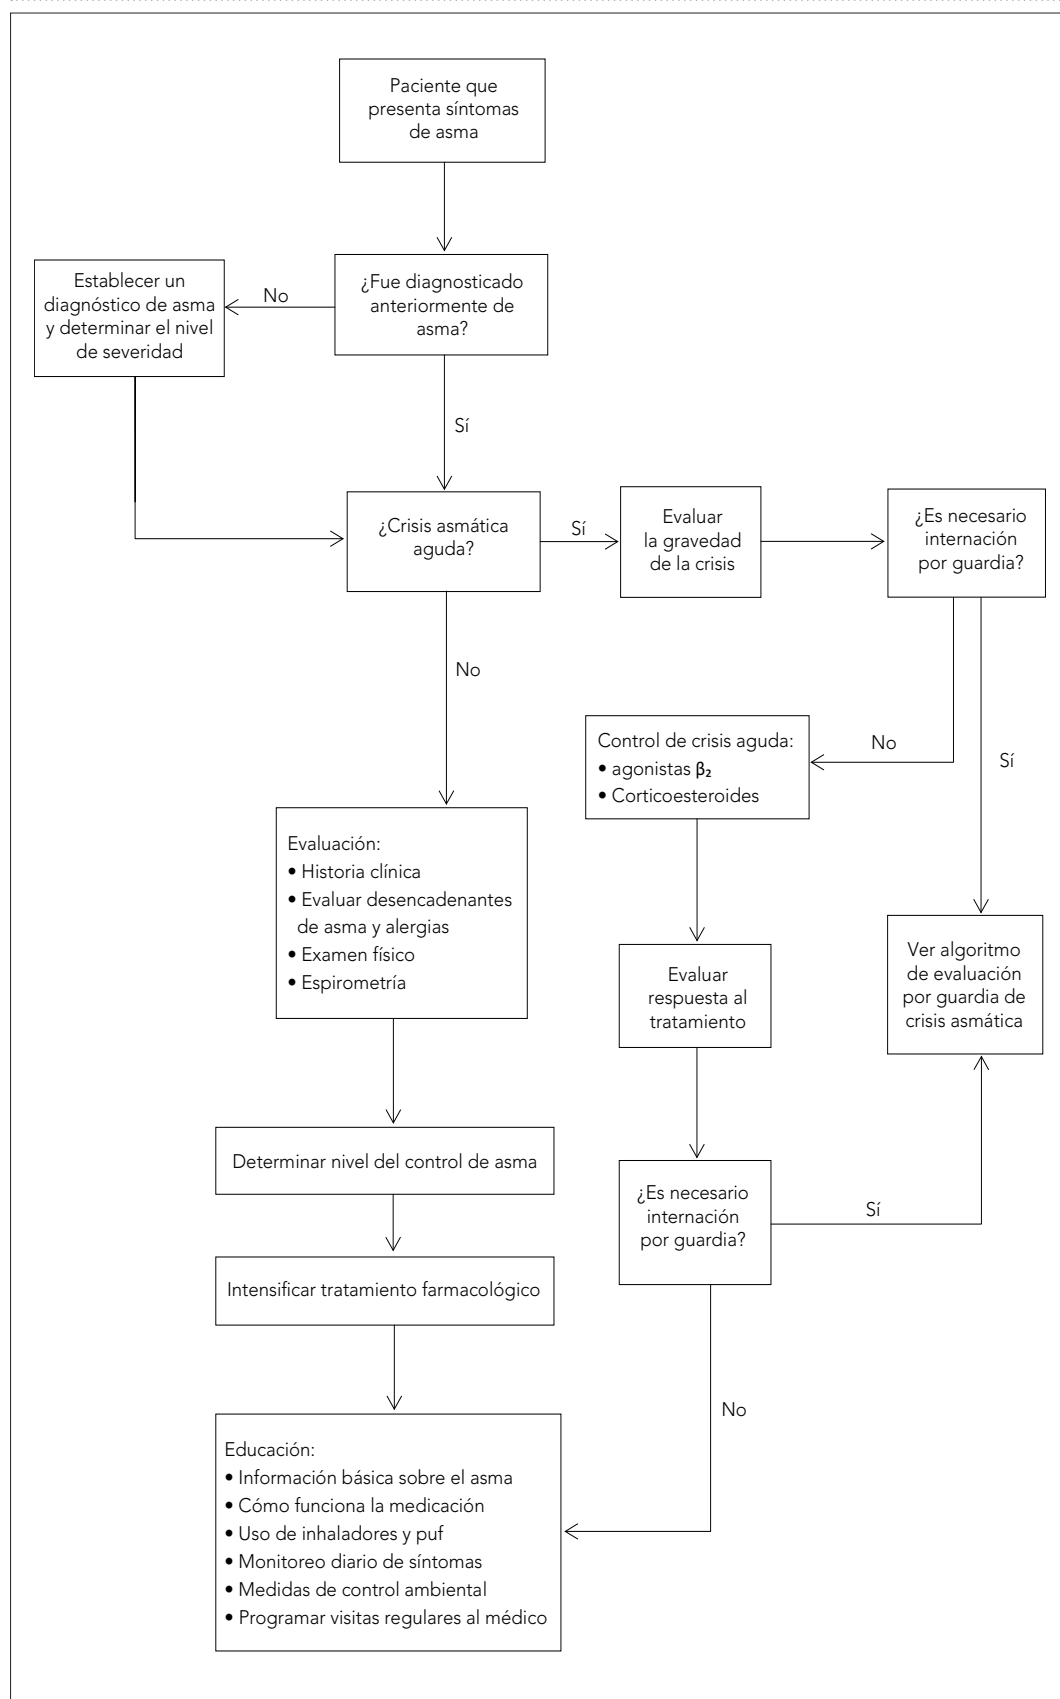 Paciente que
presenta síntomas
de asma
Establecer un
diagnóstico de asma
y determinar el nivel
de severidad
No
¿Fue diagnosticado
anteriormente de
asma?
Sí
¿Crisis asmática
aguda?
Sí
Evaluar
la gravedad
de la crisis
¿Es necesario
internación
por guardia?
No
Control de crisis aguda:
• agonistas β₂
• Corticoesteroides
No
Sí
Evaluación:
• Historia clínica
• Evaluar desencadenantes
de asma y alergias
• Examen físico
• Espirometría
Evaluar
respuesta al
tratamiento
Ver algoritmo
de evaluación
por guardia de
crisis asmática
Determinar nivel del control de asma
¿Es necesario
internación
por guardia?
Sí
Intensificar tratamiento farmacológico
No
Educación:
• Información básica sobre el asma
• Cómo funciona la medicación
• Uso de inhaladores y puf
• Monitoreo diario de síntomas
• Medidas de control ambiental
• Programar visitas regulares al médico